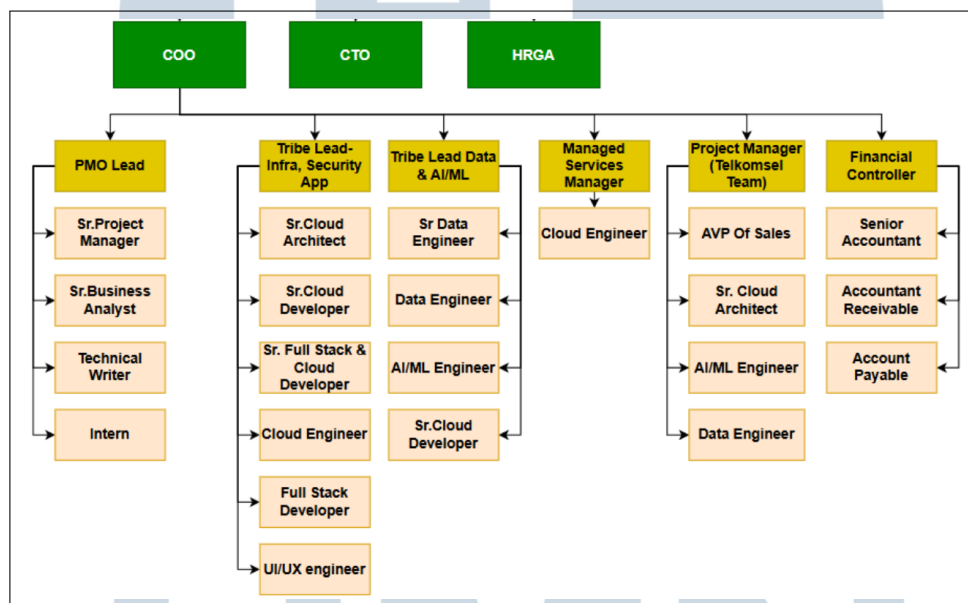 COO
CTO
HRGA
PMO Lead
Tribe Lead-
Infra, Security
App
Tribe Lead Data
& AI/ML
Managed
Services
Manager
Project Manager
(Telkomsel
Team)
Financial
Controller
Sr.Project
Manager
Sr.Cloud
Architect
Sr Data
Engineer
Cloud Engineer
AVP Of Sales
Senior
Accountant
Sr.Business
Analyst
Sr.Cloud
Developer
Data Engineer
Sr. Cloud
Architect
Accountant
Receivable
Technical
Writer
Sr. Full Stack &
Cloud
Developer
AI/ML Engineer
AI/ML Engineer
Account
Payable
Intern
Cloud Engineer
Sr.Cloud
Developer
Data Engineer
Full Stack
Developer
UI/UX engineer